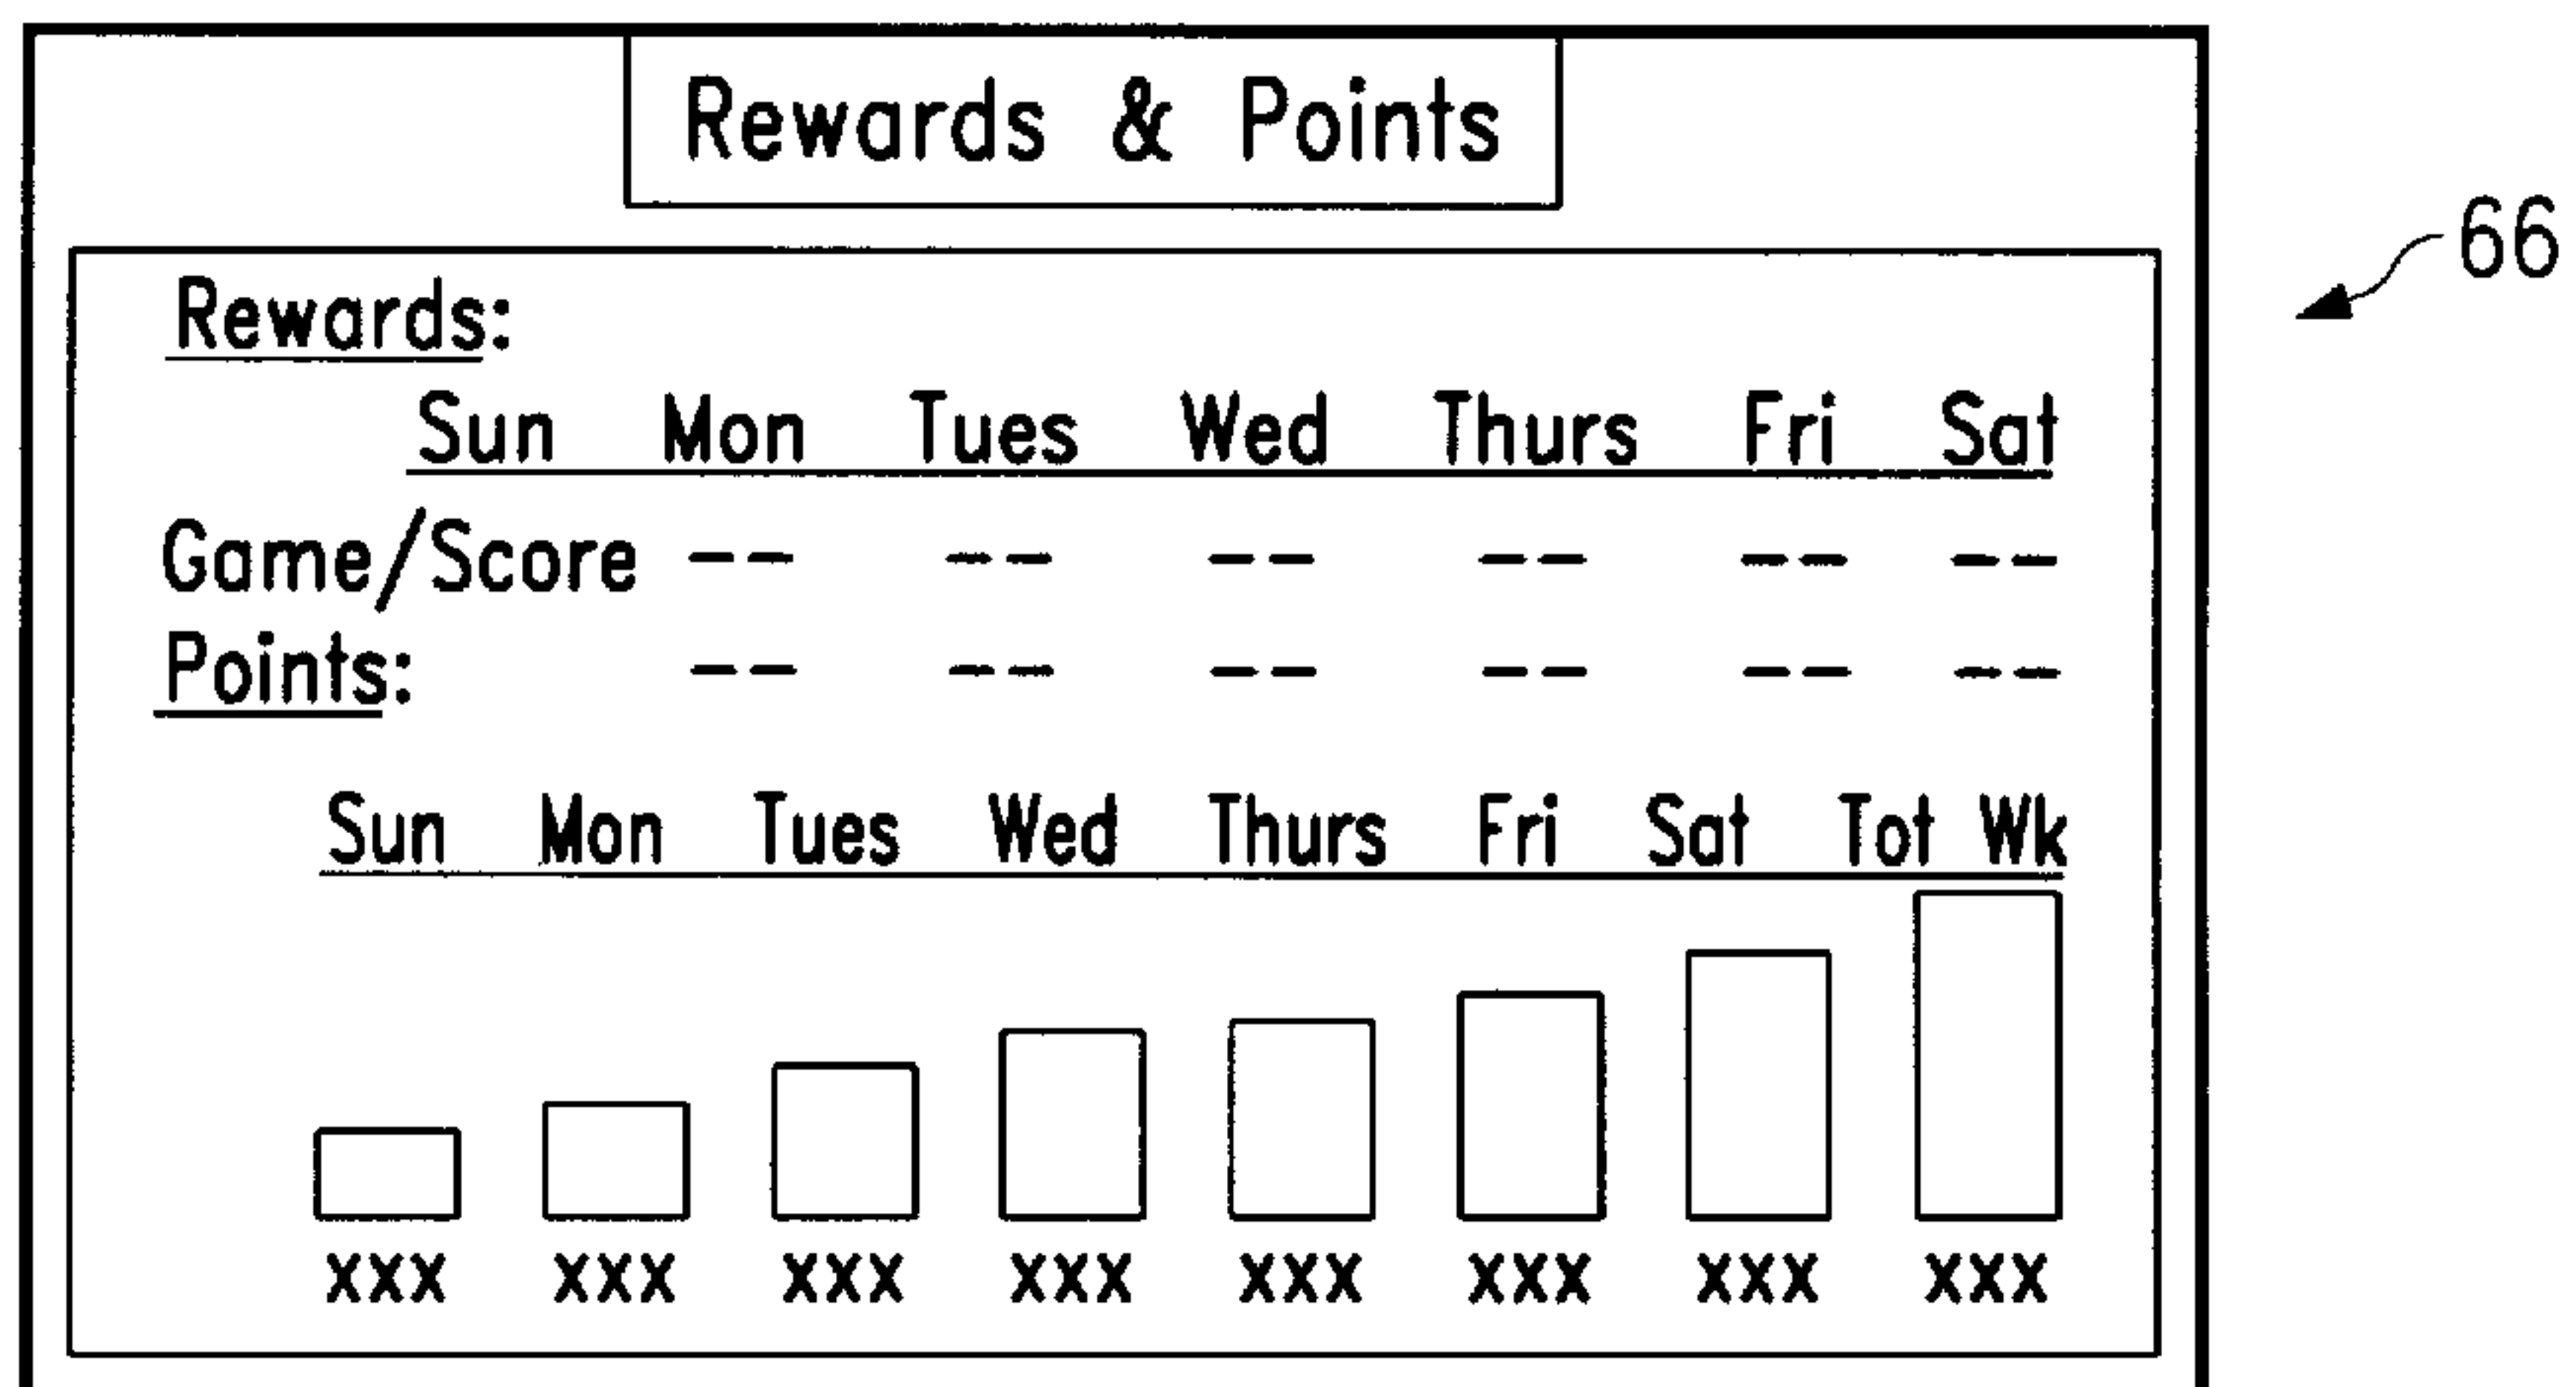 Rewards & Points
66
Rewards:
Sun Mon Tues Wed Thurs Fri Sat
Game/Score -- -- -- -- -- --
Points: -- -- -- -- -- --
Sun Mon Tues Wed Thurs Fri Sat Tot Wk
xxx xxx xxx xxx xxx xxx xxx xxx